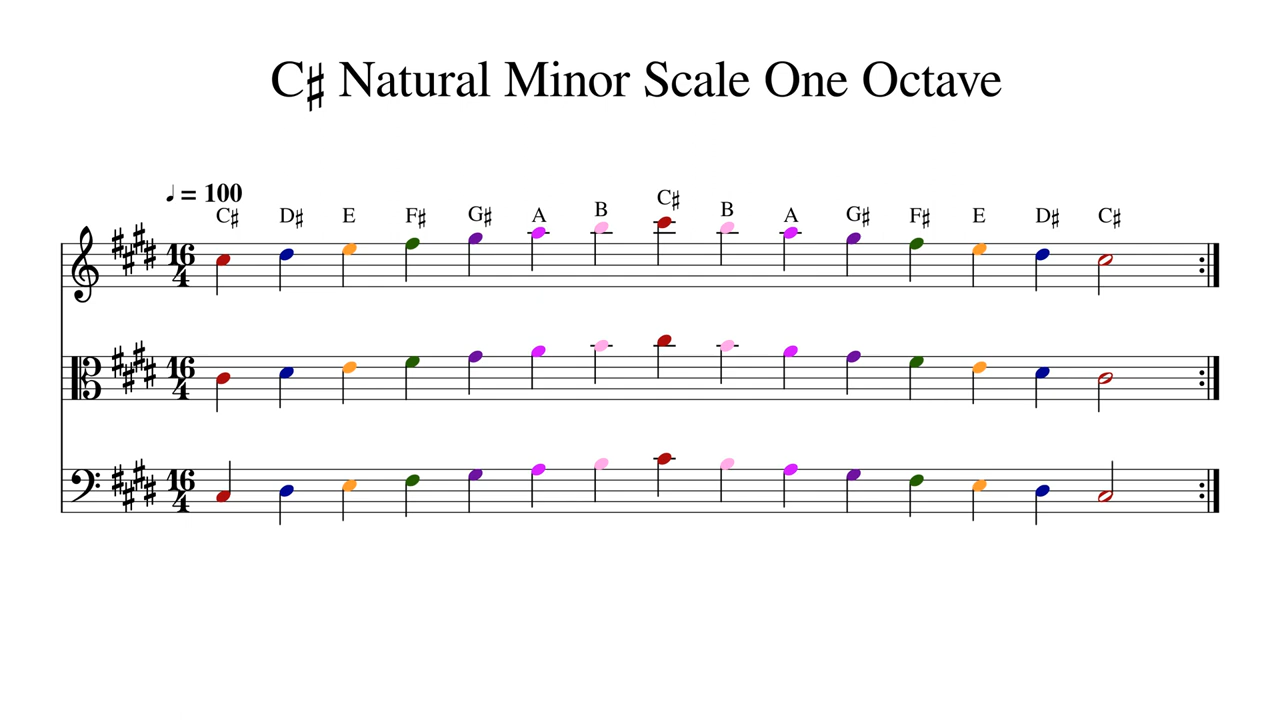 C♯ Natural Minor Scale One Octave
♩ = 100
C♯ D♯ E F♯ G♯ A B C♯ B A G♯ F♯ E D♯ C♯
16
4
16
4
16
4